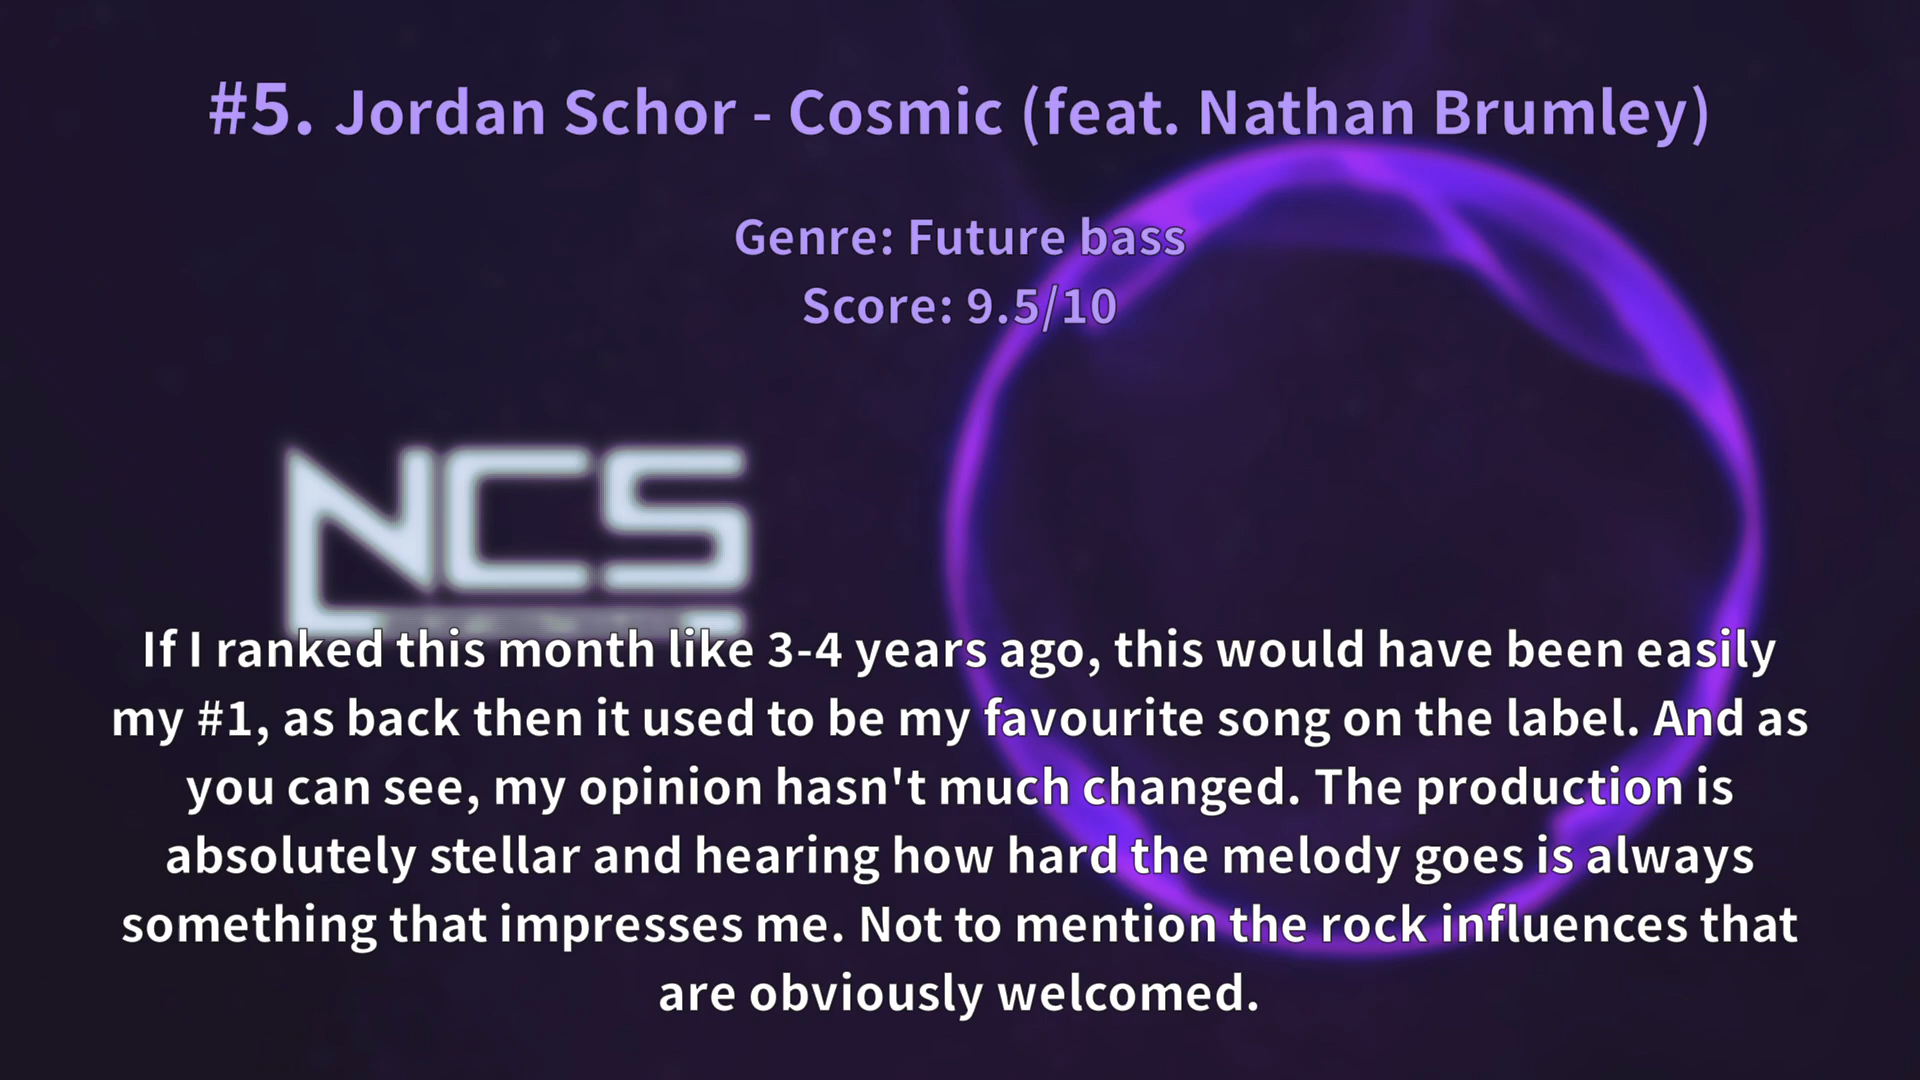 #5. Jordan Schor - Cosmic (feat. Nathan Brumley)
Genre: Future bass
Score: 9.5/10
NCS
If I ranked this month like 3-4 years ago, this would have been easily
my #1, as back then it used to be my favourite song on the label. And as
you can see, my opinion hasn't much changed. The production is
absolutely stellar and hearing how hard the melody goes is always
something that impresses me. Not to mention the rock influences that
are obviously welcomed.